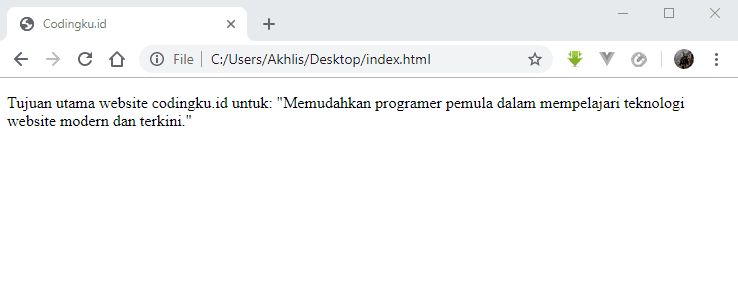 Codingku.id
File C:/Users/Akhlis/Desktop/index.html
Tujuan utama website codingku.id untuk: "Memudahkan programer pemula dalam mempelajari teknologi
website modern dan terkini."